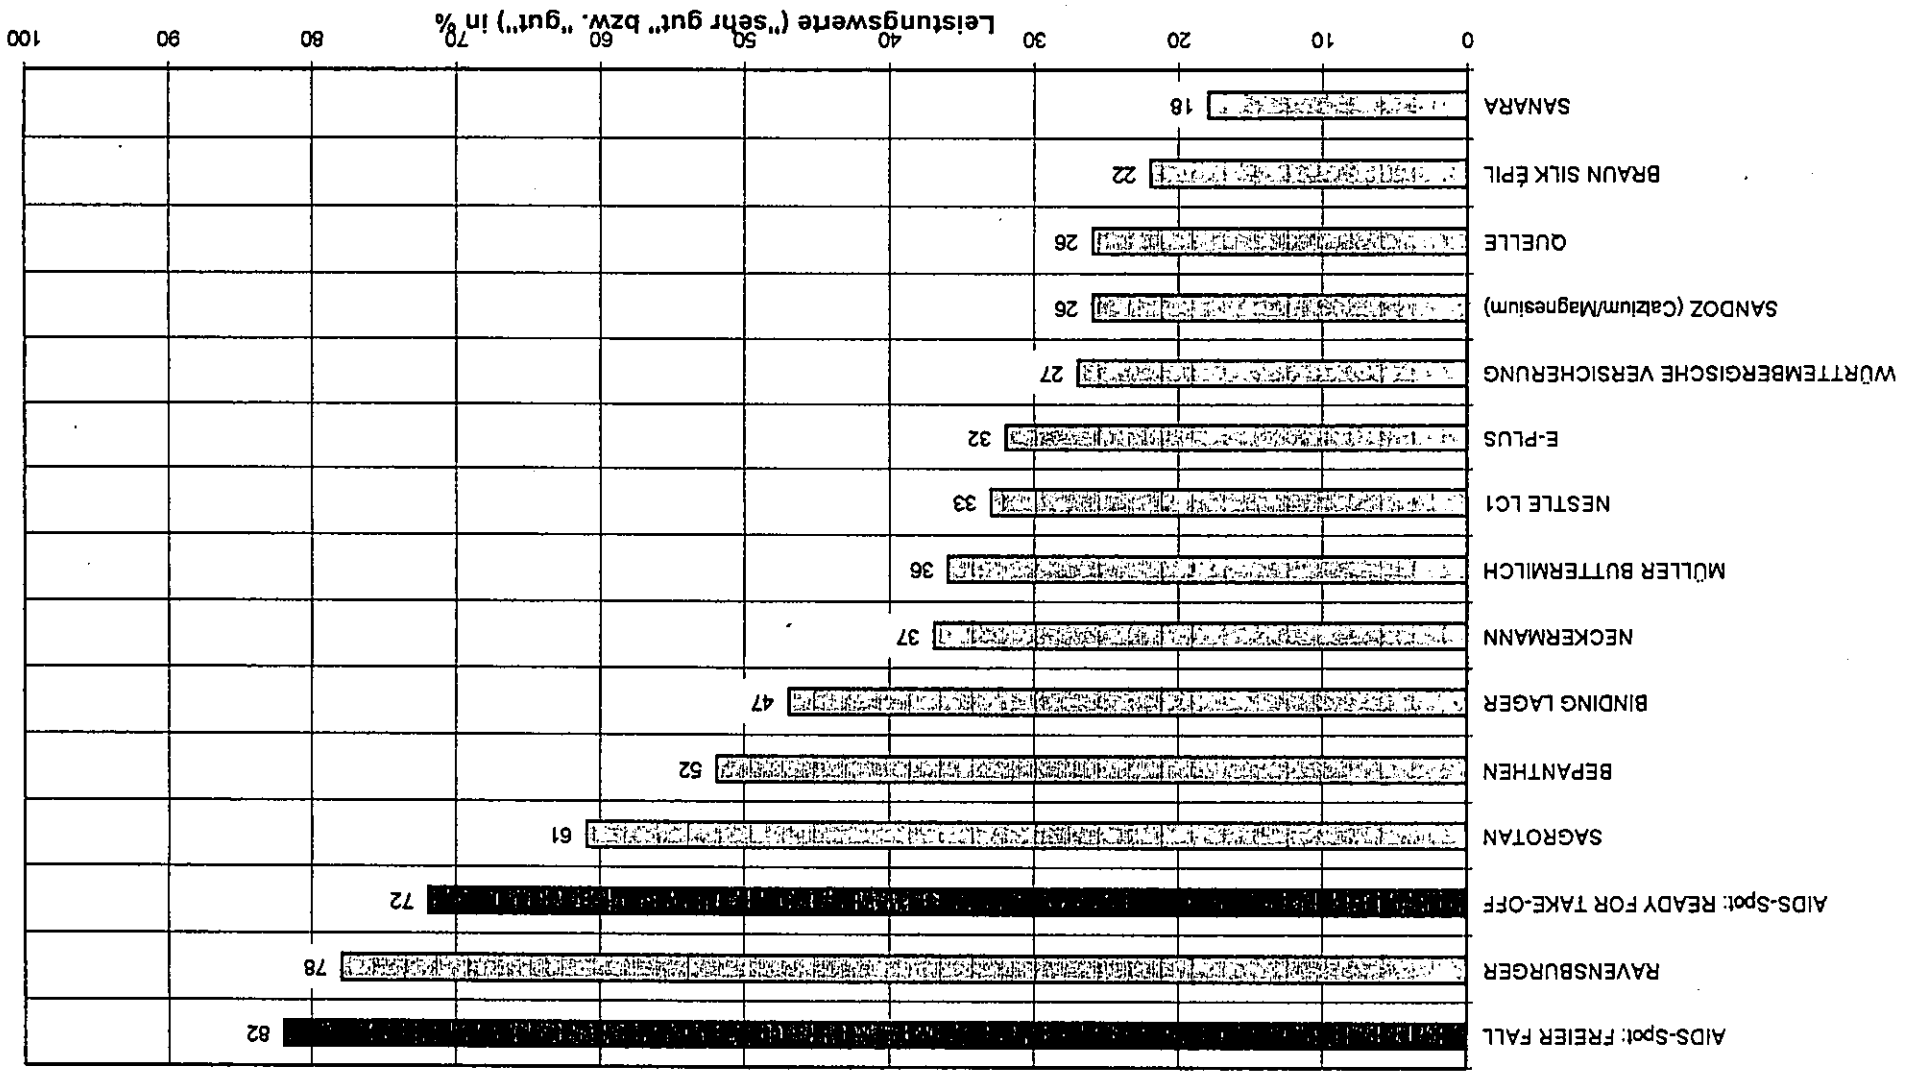 AIDS-Spot: FREIER FALL 82
RAVENSBURGER 78
AIDS-Spot: READY FOR TAKE-OFF 72
SAGROTAN 61
BEPANTHEN 52
BINDING LAGER 47
NECKERMANN 37
MÜLLER BUTTERMILCH 36
NESTLE LC1 33
E-PLUS 32
WÜRTTEMBERGISCHE VERSICHERUNG 27
SANDOZ (Calzium/Magnesium) 26
QUELLE 26
BRAUN SILK ÉPIL 22
SANARA 18
0 10 20 30 40 50 60 70 80 90 100
Leistungswerte ("sehr gut" bzw. "gut") in %